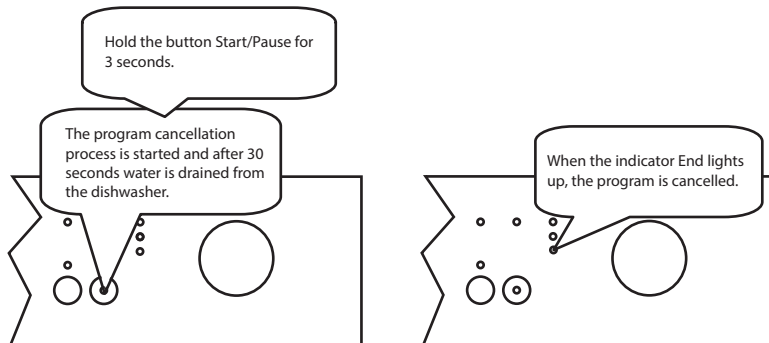 Hold the button Start/Pause for
3 seconds.
The program cancellation
process is started and after 30
seconds water is drained from
the dishwasher.
When the indicator End lights
up, the program is cancelled.